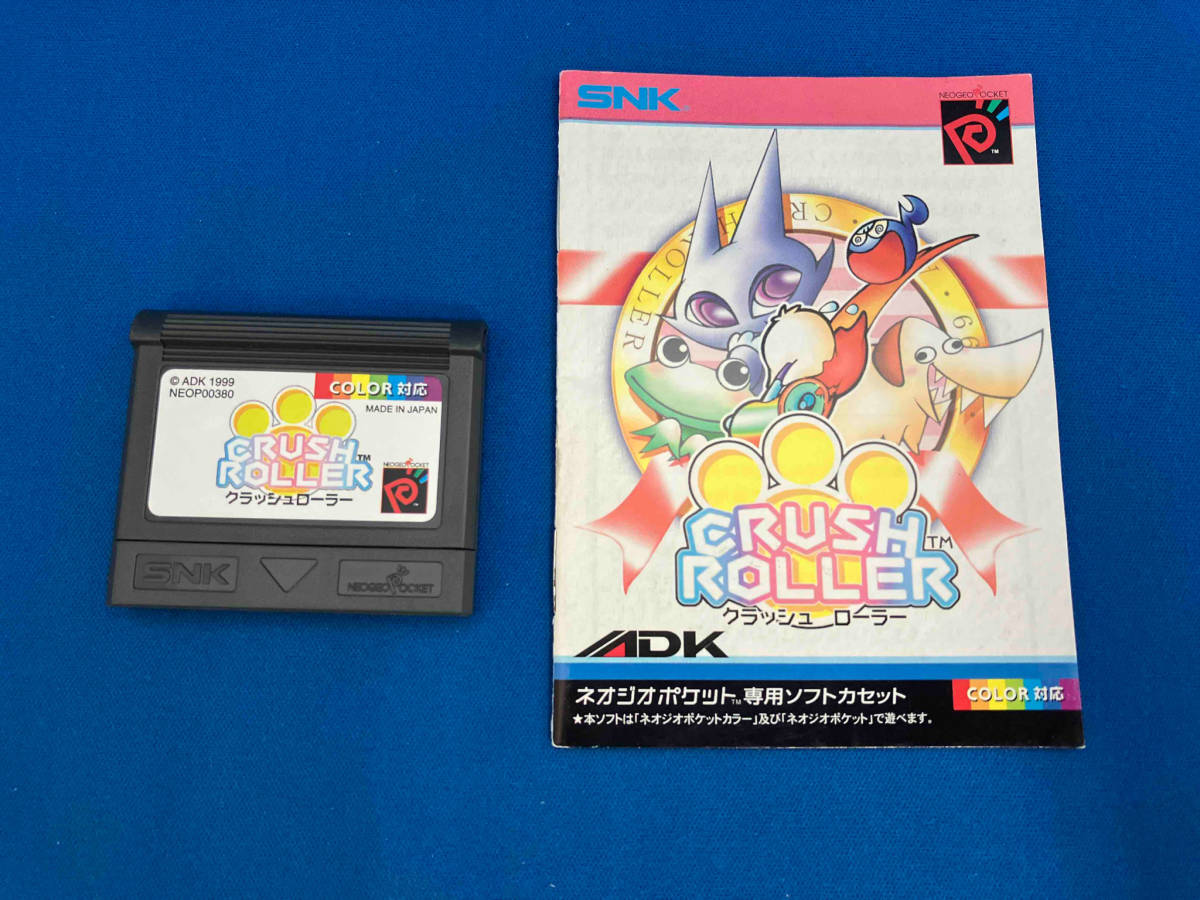 © ADK 1999
NEOP00380
COLOR 対応
MADE IN JAPAN
CRUSH
ROLLER™
クラッシュローラー
NEOGEO POCKET
™
SNK
NEOGEO POCKET
SNK
NEOGEO POCKET
™
CRUSH
ROLLER™
クラッシュ ローラー
ADK
ネオジオポケット™専用ソフトカセット
COLOR 対応
★本ソフトは「ネオジオポケットカラー」及び「ネオジオポケット」で遊べます。